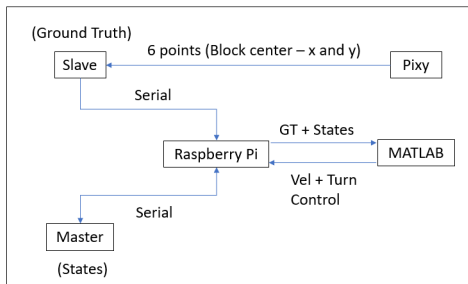 (Ground Truth)
6 points (Block center – x and y)
Slave
Pixy
Serial
GT + States
Raspberry Pi
MATLAB
Vel + Turn
Control
Serial
Master
(States)